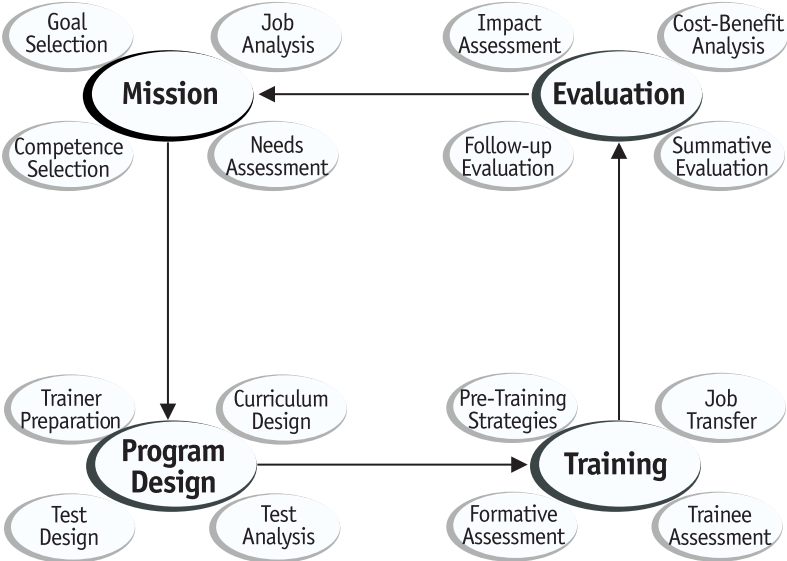 Goal
Selection
Job
Analysis
Mission
Competence
Selection
Needs
Assessment
Impact
Assessment
Cost-Benefit
Analysis
Evaluation
Follow-up
Evaluation
Summative
Evaluation
Trainer
Preparation
Curriculum
Design
Program
Design
Test
Design
Test
Analysis
Pre-Training
Strategies
Job
Transfer
Training
Formative
Assessment
Trainee
Assessment